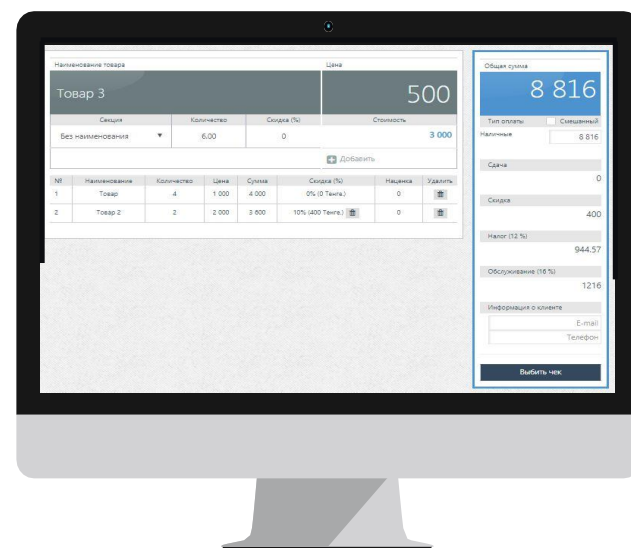 Наименование товара Цена
Товар 3 500
Секция Количество Скидка (%) Стоимость
Без наименования ▼ 6.00 0 3 000
Добавить
№ Наименование Количество Цена Сумма Скидка (%) Наценка Удалить
1 Товар 4 1 000 4 000 0% (0 Тенге.) 0
2 Товар 2 2 2 000 3 600 10% (400 Тенге.) 0
Общая сумма
8 816
Тип оплаты Смешанный
Наличные 8 816
Сдача
0
Скидка
400
Налог (12 %)
944.57
Обслуживание (16 %)
1216
Информация о клиенте
E-mail
Телефон
Выбить чек